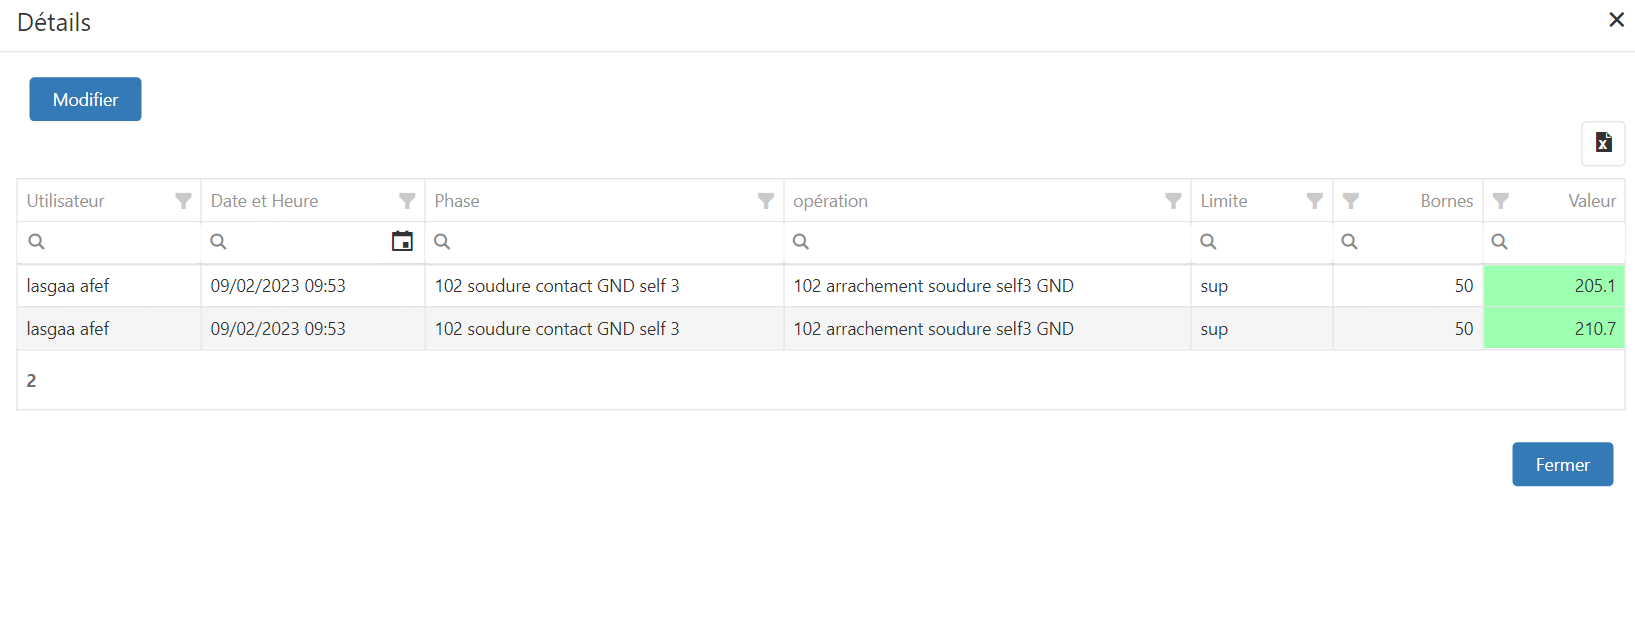 Détails
Modifier
Utilisateur Date et Heure Phase opération Limite Bornes Valeur
lasgaa afef 09/02/2023 09:53 102 soudure contact GND self 3 102 arrachement soudure self3 GND sup 50 205.1
lasgaa afef 09/02/2023 09:53 102 soudure contact GND self 3 102 arrachement soudure self3 GND sup 50 210.7
2
Fermer